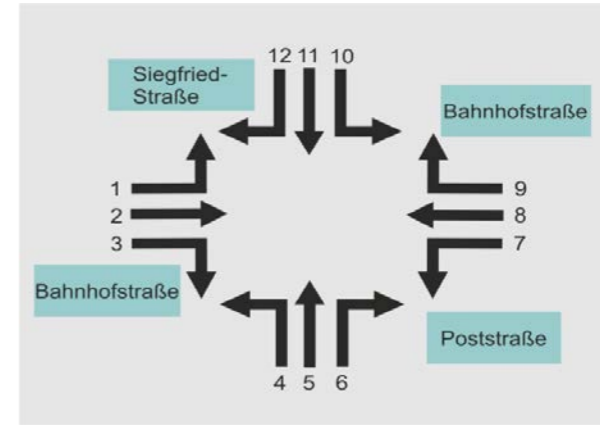 12 11 10
Siegfried-
Straße
Bahnhofstraße
1
2
3
9
8
7
Bahnhofstraße
Poststraße
4 5 6